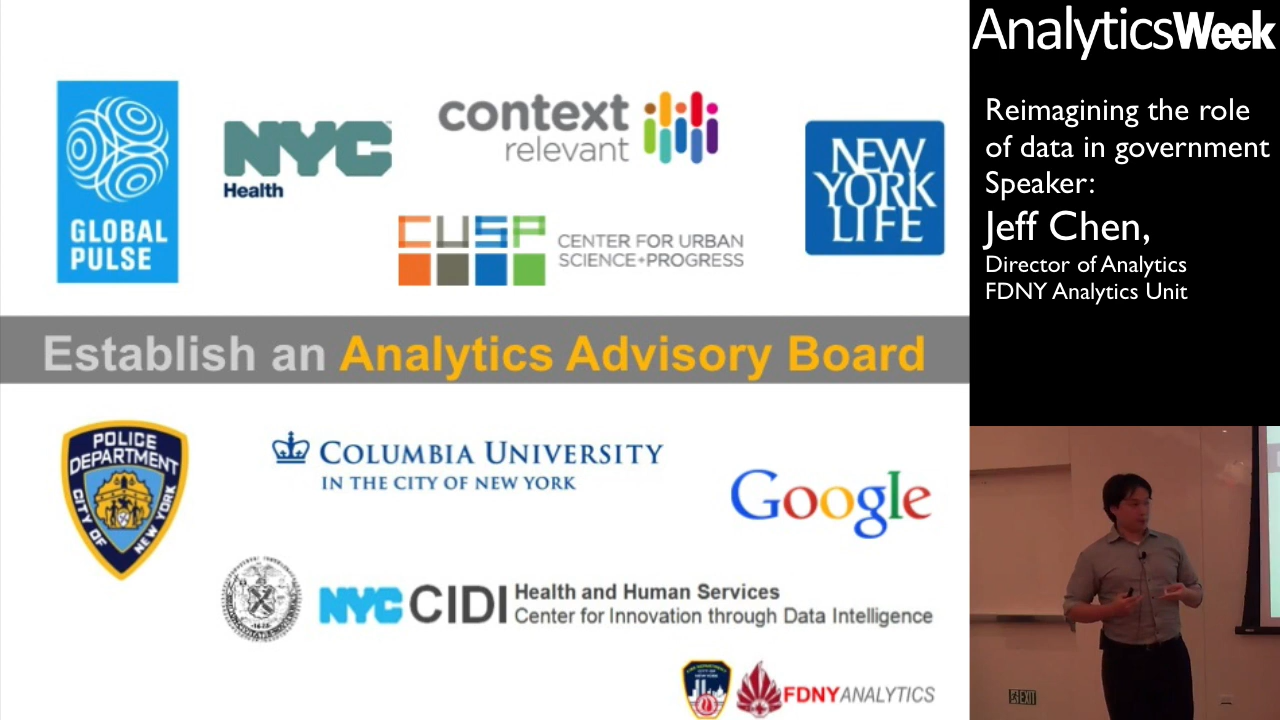 GLOBAL
PULSE
NYC
Health
context
relevant
CUSP
CENTER FOR URBAN
SCIENCE+PROGRESS
NEW
YORK
LIFE
Establish an Analytics Advisory Board
POLICE
DEPARTMENT
CITY OF
NEW YORK
COLUMBIA UNIVERSITY
IN THE CITY OF NEW YORK
Google
NYC CIDI
Health and Human Services
Center for Innovation through Data Intelligence
FDNYANALYTICS
AnalyticsWeek
Reimagining the role
of data in government
Speaker:
Jeff Chen,
Director of Analytics
FDNY Analytics Unit
EXIT